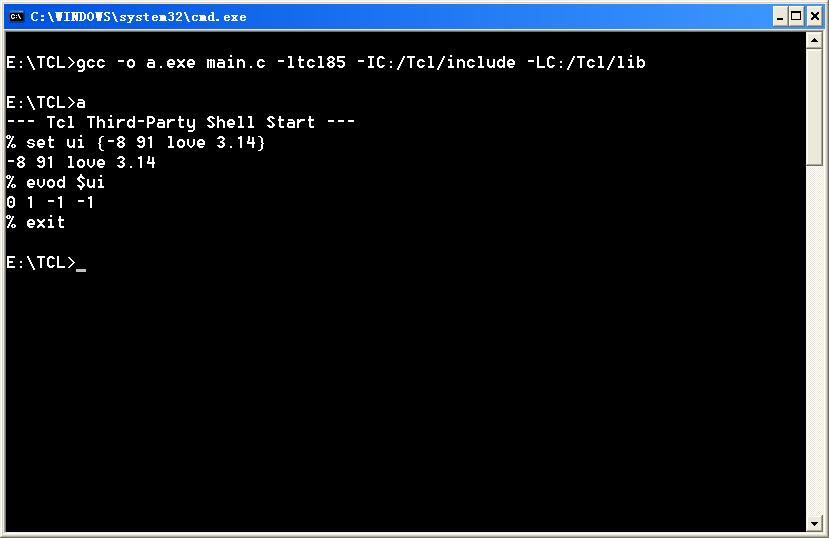 C:\WINDOWS\system32\cmd.exe
E:\TCL>gcc -o a.exe main.c -ltcl85 -IC:/Tcl/include -LC:/Tcl/lib
E:\TCL>a
--- Tcl Third-Party Shell Start ---
% set ui {-8 91 love 3.14}
-8 91 love 3.14
% evod $ui
0 1 -1 -1
% exit
E:\TCL>_